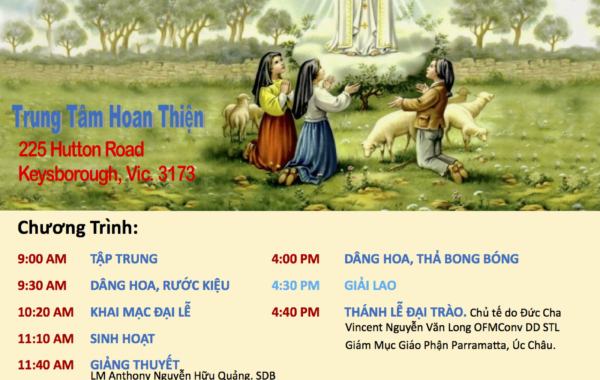 Trung Tâm Hoan Thiện
225 Hutton Road
Keysborough, Vic. 3173
Chương Trình:
9:00 AM TẬP TRUNG
9:30 AM DÂNG HOA, RƯỚC KIỆU
10:20 AM KHAI MẠC ĐẠI LỄ
11:10 AM SINH HOẠT
11:40 AM GIẢNG THUYẾT
LM Anthony Nguyễn Hữu Quảng, SDB
4:00 PM DÂNG HOA, THẢ BONG BÓNG
4:30 PM GIẢI LAO
4:40 PM THÁNH LỄ ĐẠI TRÀO. Chủ tế do Đức Cha
Vincent Nguyễn Văn Long OFMConv DD STL
Giám Mục Giáo Phận Parramatta, Úc Châu.